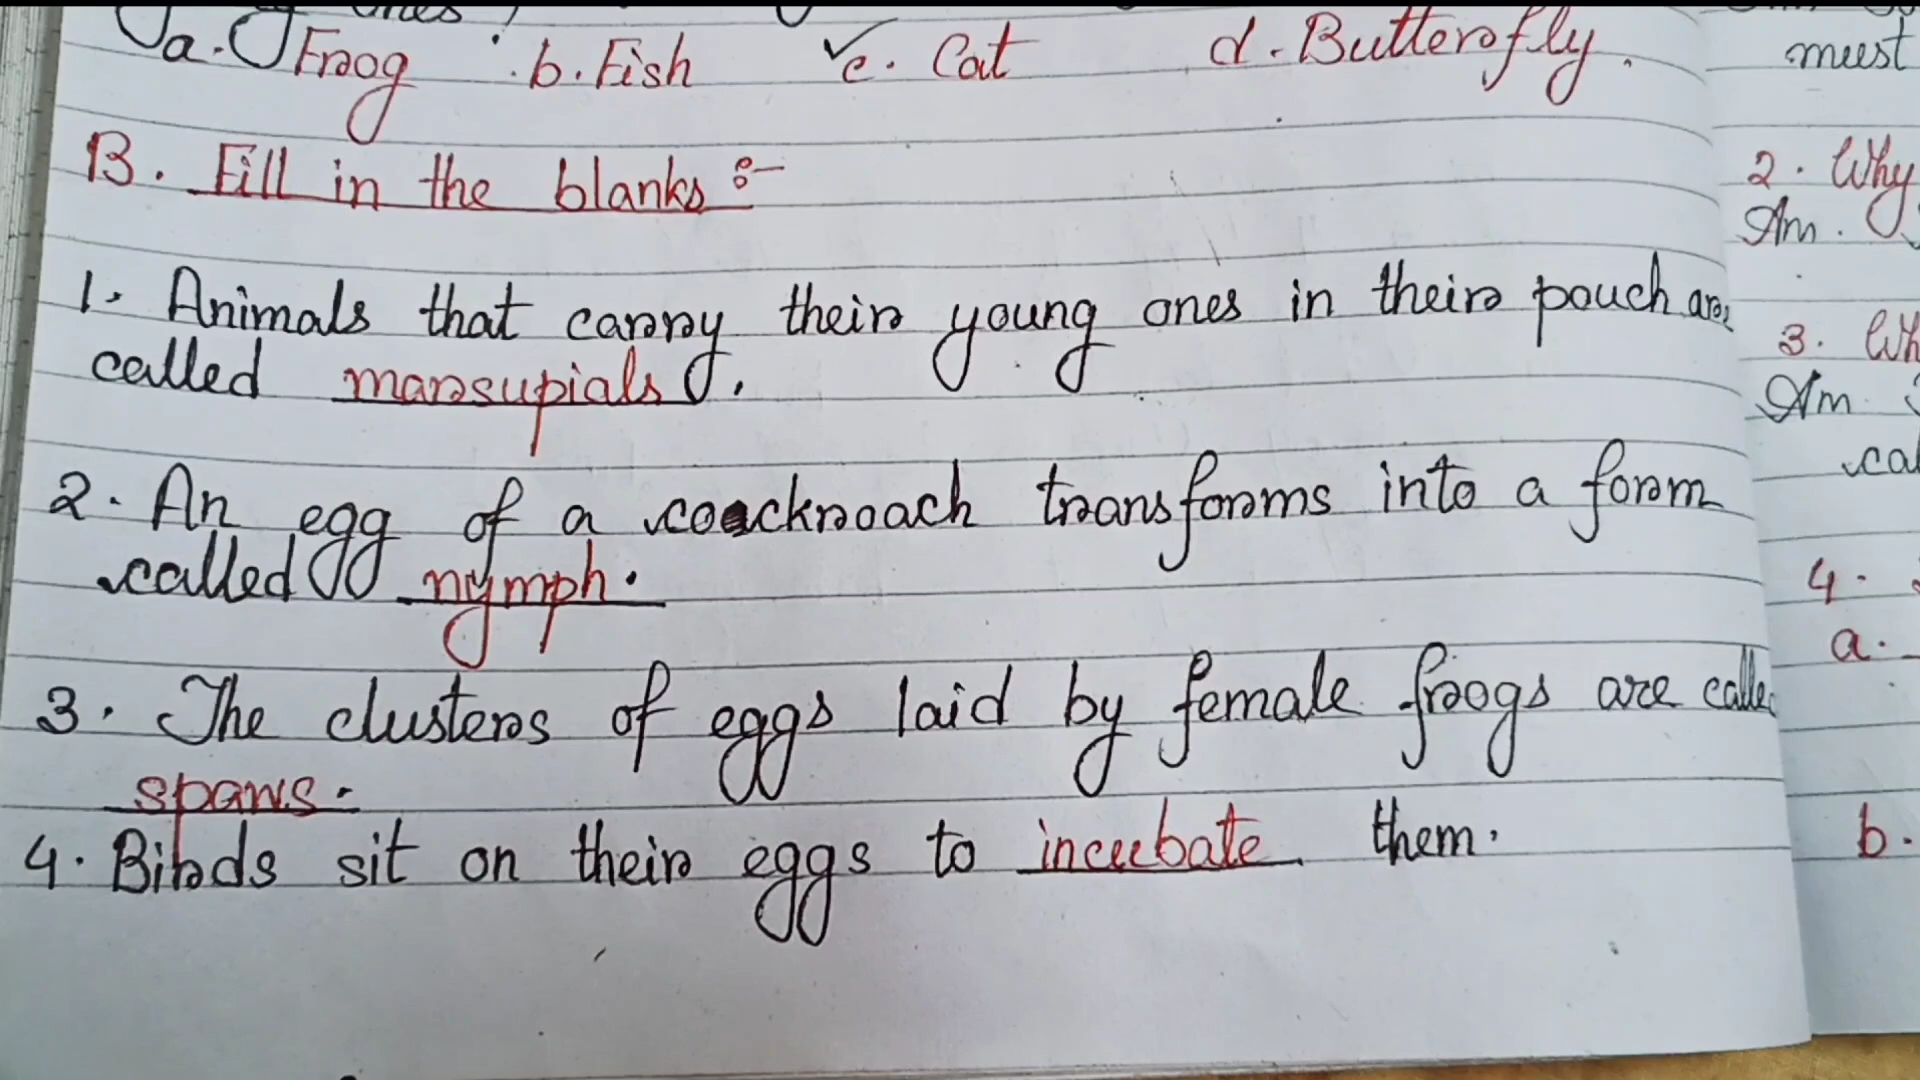 ones?
a. Frog b. Fish ✓c. Cat d. Butterfly.
B. Fill in the blanks :-
1. Animals that carry their young ones in their pouch are
called marsupials.
2. An egg of a cockroach transforms into a form
called nymph.
3. The clusters of eggs laid by female frogs are called
spaws.
4. Birds sit on their eggs to incubate them.
must
2. Why
Ans.
3. Wh
Ans.
cal
4.
a.
b.